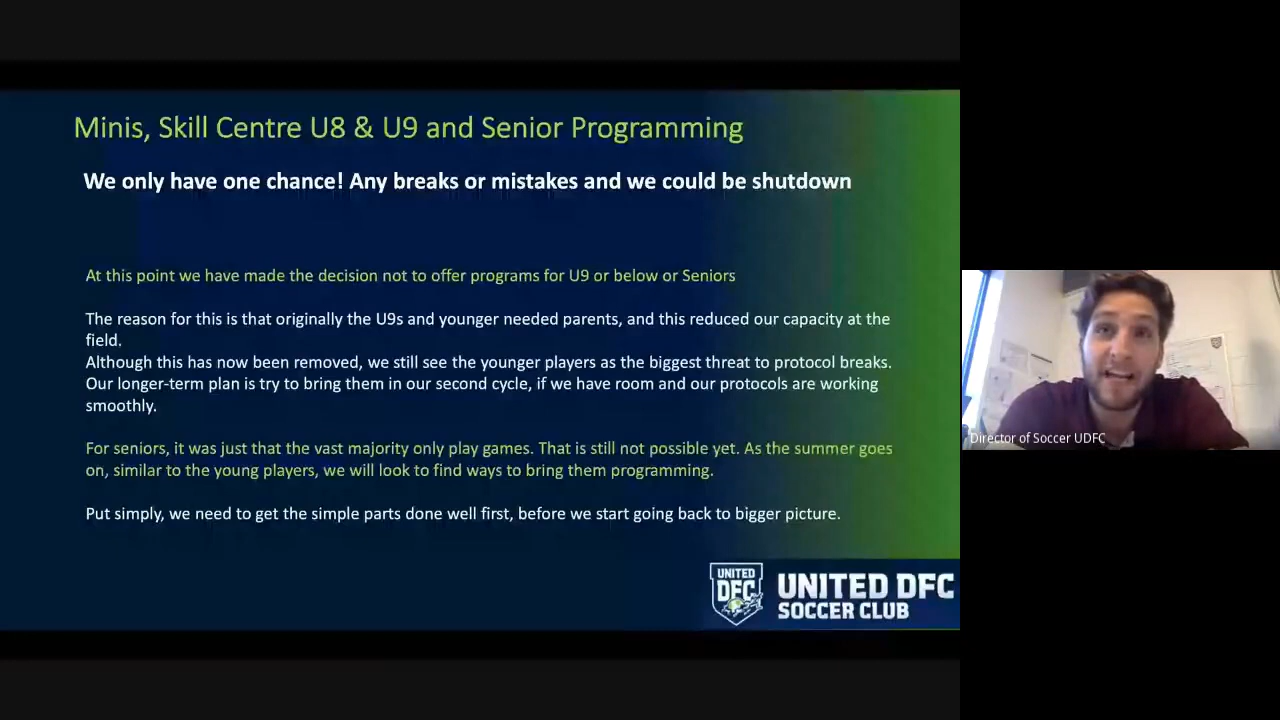 Minis, Skill Centre U8 & U9 and Senior Programming
We only have one chance! Any breaks or mistakes and we could be shutdown
At this point we have made the decision not to offer programs for U9 or below or Seniors
The reason for this is that originally the U9s and younger needed parents, and this reduced our capacity at the
field.
Although this has now been removed, we still see the younger players as the biggest threat to protocol breaks.
Our longer-term plan is try to bring them in our second cycle, if we have room and our protocols are working
smoothly.
For seniors, it was just that the vast majority only play games. That is still not possible yet. As the summer goes
on, similar to the young players, we will look to find ways to bring them programming.
Put simply, we need to get the simple parts done well first, before we start going back to bigger picture.
UNITED
DFC
UNITED DFC
SOCCER CLUB
Director of Soccer UDFC